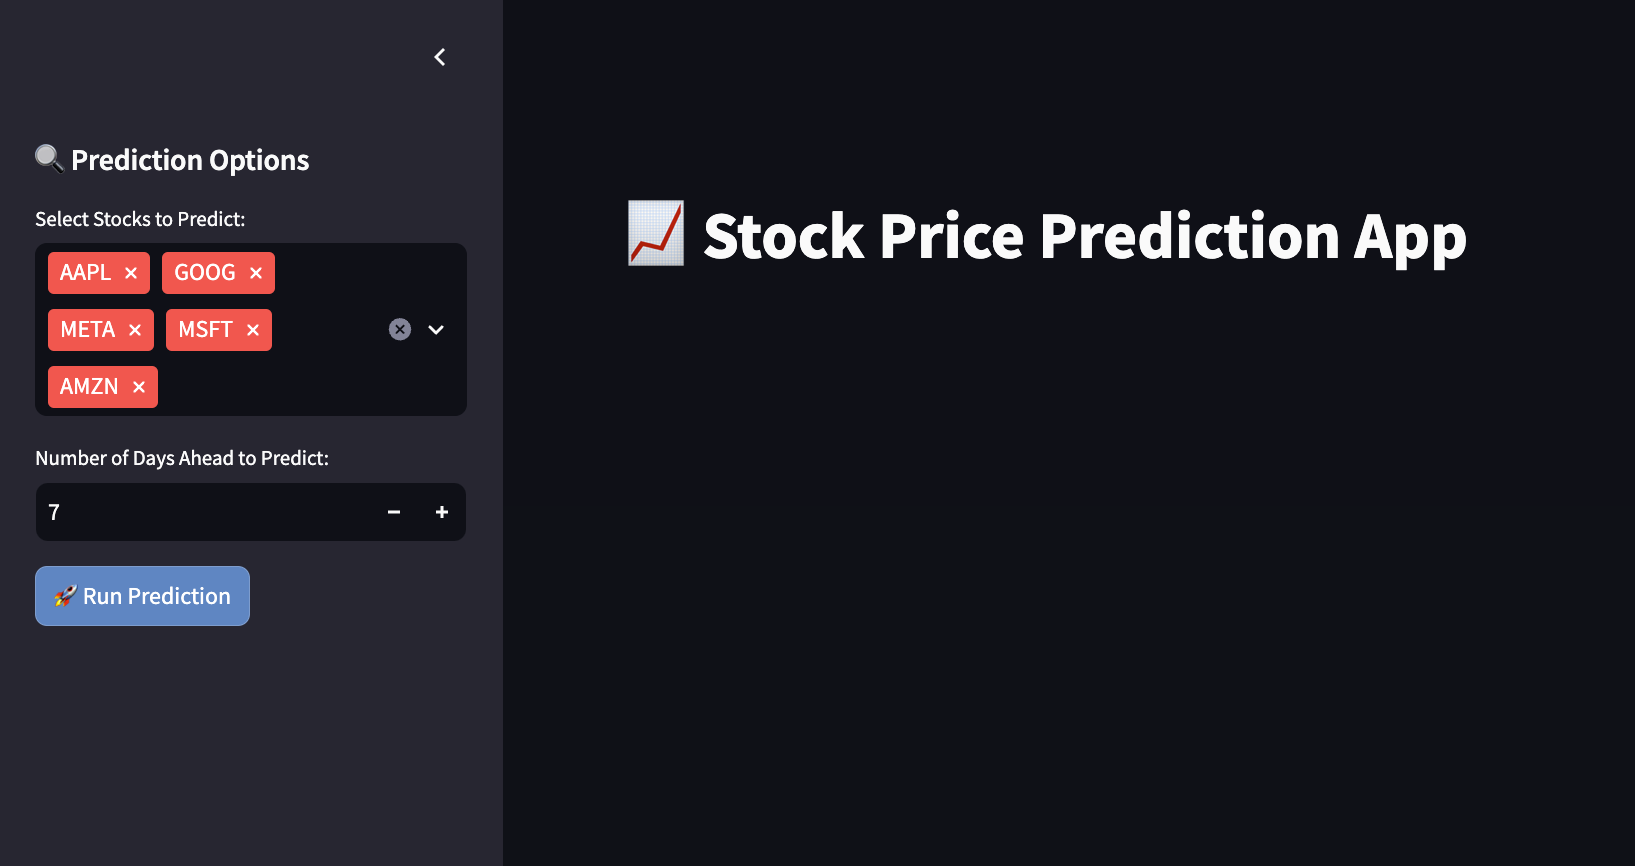 🔍 Prediction Options
Select Stocks to Predict:
AAPL × GOOG ×
META × MSFT ×
AMZN ×
Number of Days Ahead to Predict:
7 − +
🚀 Run Prediction
📈 Stock Price Prediction App